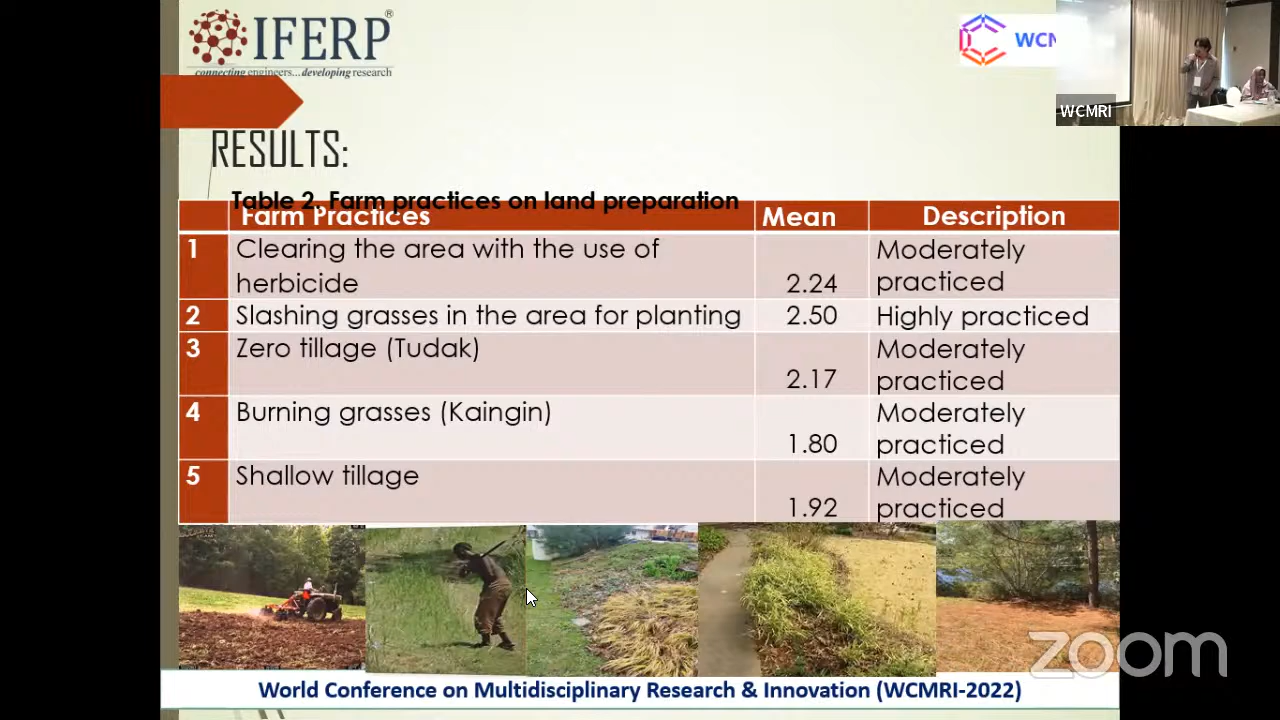 IFERP®
connecting engineers...developing research
WCM
WCMRI
RESULTS:
Table 2. Farm practices on land preparation
Farm Practices Mean Description
1 Clearing the area with the use of herbicide 2.24 Moderately practiced
2 Slashing grasses in the area for planting 2.50 Highly practiced
3 Zero tillage (Tudak) 2.17 Moderately practiced
4 Burning grasses (Kaingin) 1.80 Moderately practiced
5 Shallow tillage 1.92 Moderately practiced
zoom
World Conference on Multidisciplinary Research & Innovation (WCMRI-2022)